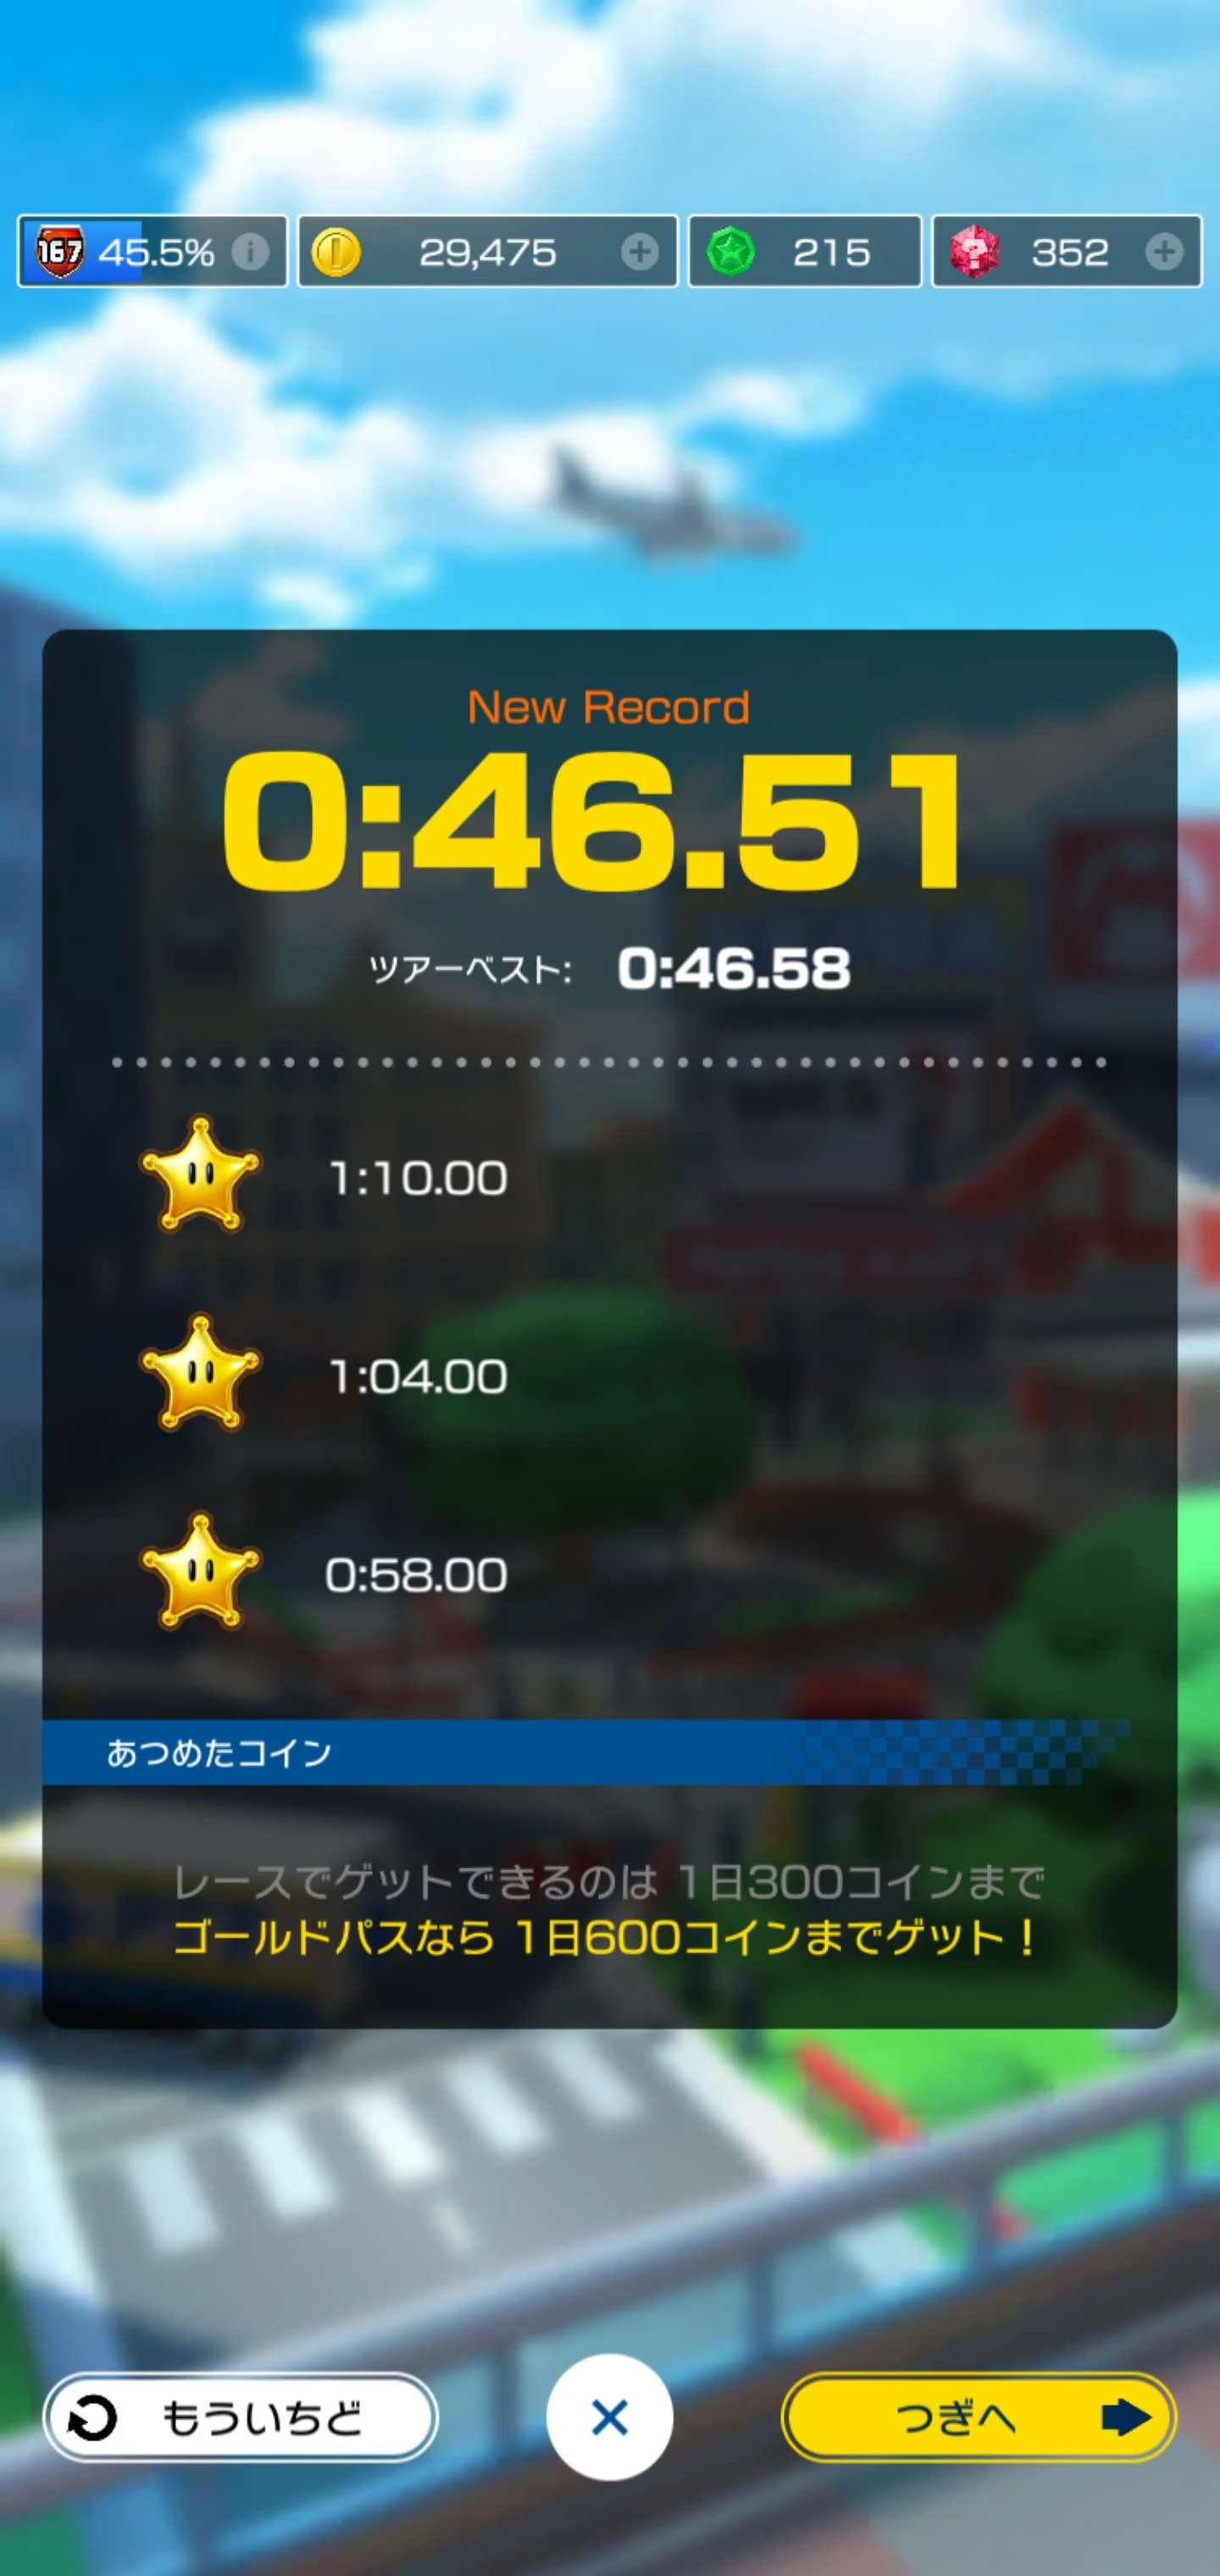 167 45.5% i 29,475 + 215 352 +
New Record
0:46.51
ツアーベスト: 0:46.58
1:10.00
1:04.00
0:58.00
あつめたコイン
レースでゲットできるのは 1日300コインまで
ゴールドパスなら 1日600コインまでゲット！
もういちど × つぎへ